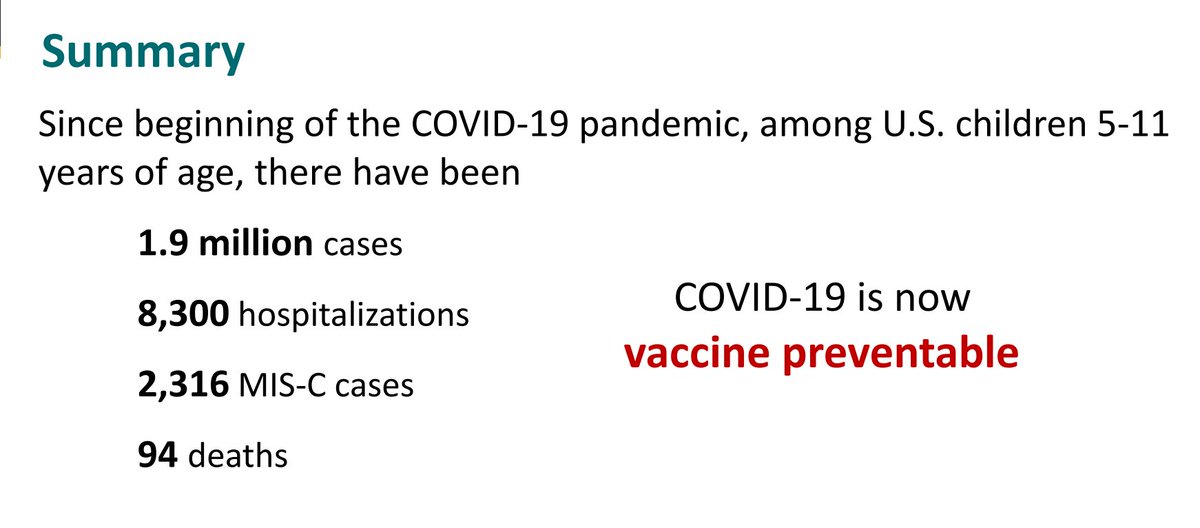 Summary
Since beginning of the COVID-19 pandemic, among U.S. children 5-11
years of age, there have been
1.9 million cases
8,300 hospitalizations
2,316 MIS-C cases
94 deaths
COVID-19 is now
vaccine preventable